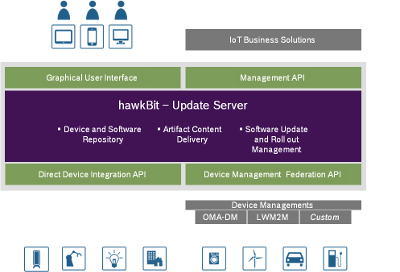 IoT Business Solutions
Graphical User Interface
Management API
hawkBit – Update Server
▪ Device and Software
Repository
▪ Artifact Content
Delivery
▪ Software Update
and Roll out
Management
Direct Device Integration API
Device Management Federation API
Device Managements
OMA-DM
LWM2M
Custom